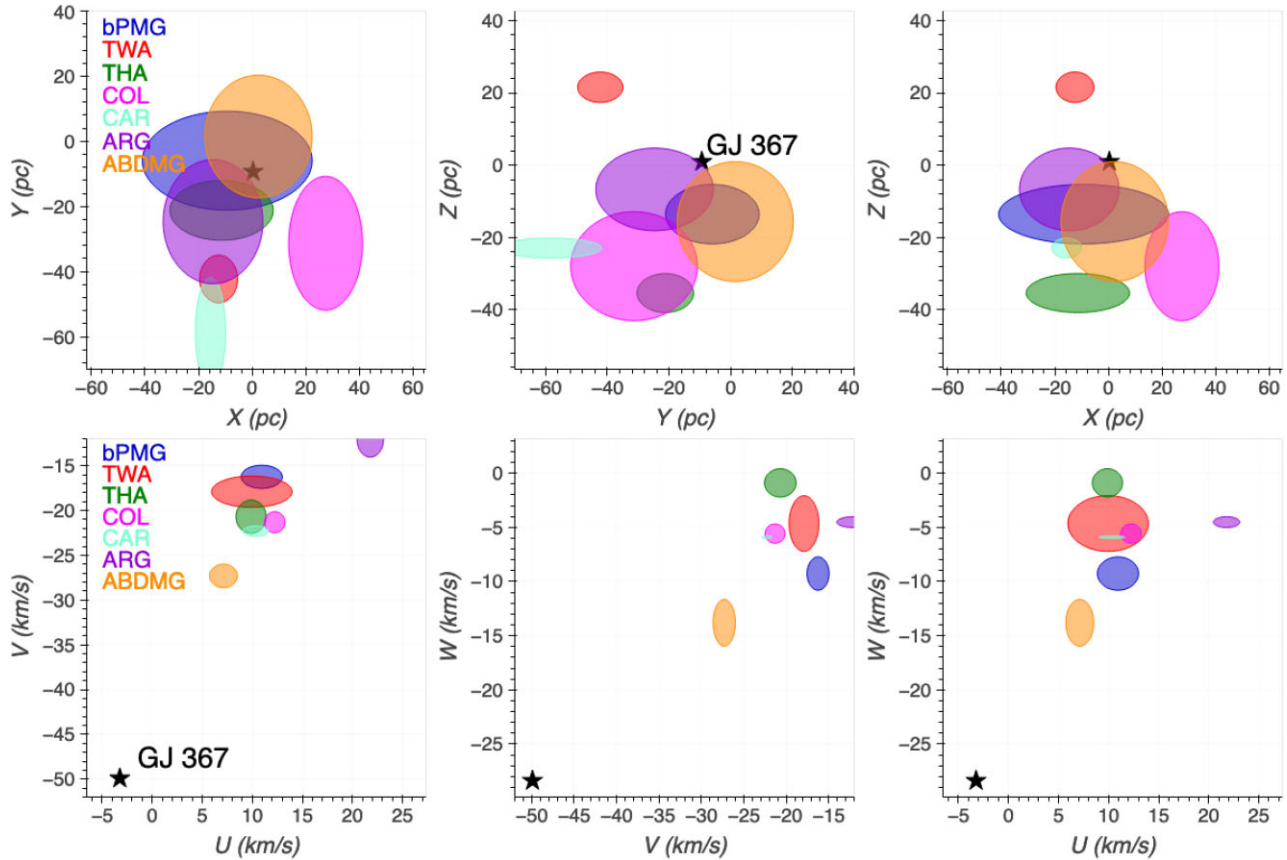 40
20
0
−20
−40
−60
Y (pc)
bPMG
TWA
THA
COL
CAR
ARG
ABDMG
−60 −40 −20 0 20 40 60
X (pc)
40
20
0
−20
−40
Z (pc)
GJ 367
−60 −40 −20 0 20 40
Y (pc)
40
20
0
−20
−40
Z (pc)
−60 −40 −20 0 20 40 60
X (pc)
−15
−20
−25
−30
−35
−40
−45
−50
V (km/s)
bPMG
TWA
THA
COL
CAR
ARG
ABDMG
GJ 367
−5 0 5 10 15 20 25
U (km/s)
0
−5
−10
−15
−20
−25
W (km/s)
−50 −45 −40 −35 −30 −25 −20 −15
V (km/s)
0
−5
−10
−15
−20
−25
W (km/s)
−5 0 5 10 15 20 25
U (km/s)